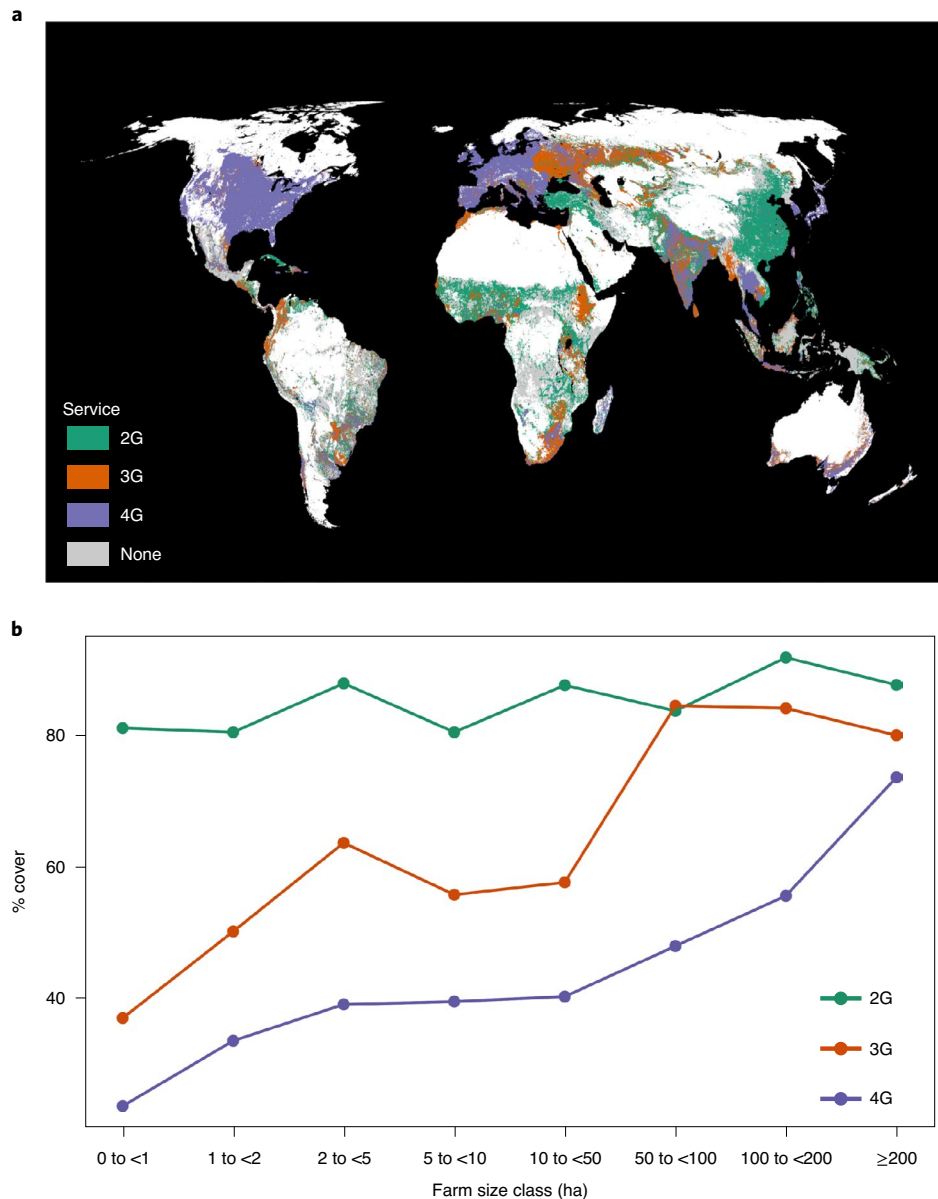 a
Service
2G
3G
4G
None
b
% cover
80
60
40
2G
3G
4G
0 to <1 1 to <2 2 to <5 5 to <10 10 to <50 50 to <100 100 to <200 ≥200
Farm size class (ha)